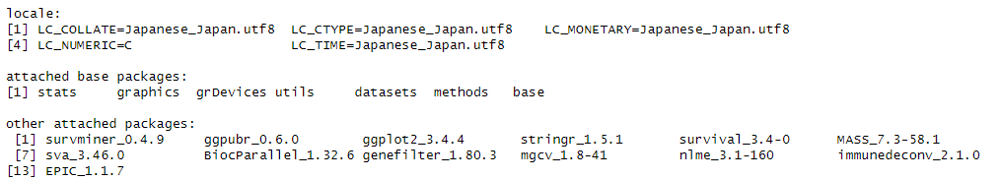 locale:
[1] LC_COLLATE=Japanese_Japan.utf8  LC_CTYPE=Japanese_Japan.utf8    LC_MONETARY=Japanese_Japan.utf8
[4] LC_NUMERIC=C                    LC_TIME=Japanese_Japan.utf8
attached base packages:
[1] stats     graphics  grDevices utils     datasets  methods   base
other attached packages:
 [1] survminer_0.4.9     ggpubr_0.6.0        ggplot2_3.4.4       stringr_1.5.1       survival_3.4-0      MASS_7.3-58.1
 [7] sva_3.46.0          BiocParallel_1.32.6 genefilter_1.80.3   mgcv_1.8-41         nlme_3.1-160        immunedeconv_2.1.0
[13] EPIC_1.1.7